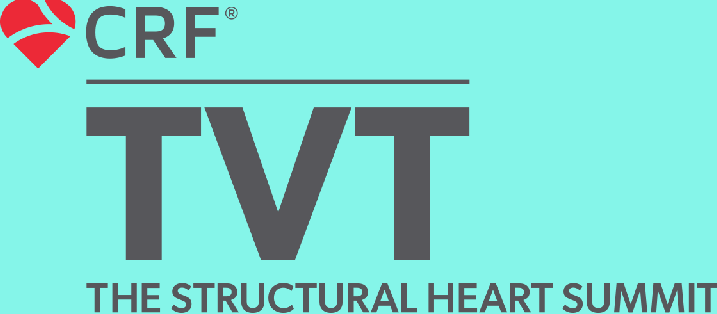 CRF®
TVT
THE STRUCTURAL HEART SUMMIT